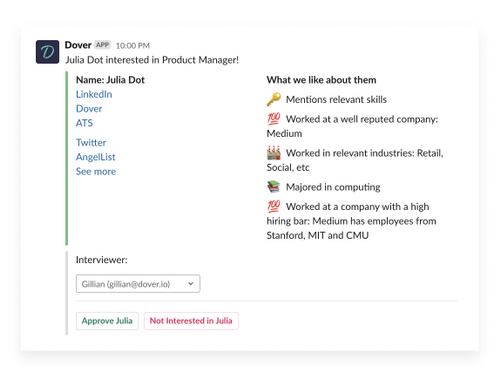 Dover APP 10:00 PM
Julia Dot interested in Product Manager!
Name: Julia Dot
LinkedIn
Dover
ATS
Twitter
AngelList
See more
What we like about them
🔑 Mentions relevant skills
💯 Worked at a well reputed company:
Medium
🏭 Worked in relevant industries: Retail,
Social, etc
📚 Majored in computing
💯 Worked at a company with a high
hiring bar: Medium has employees from
Stanford, MIT and CMU
Interviewer:
Gillian (gillian@dover.io)
Approve Julia
Not Interested in Julia